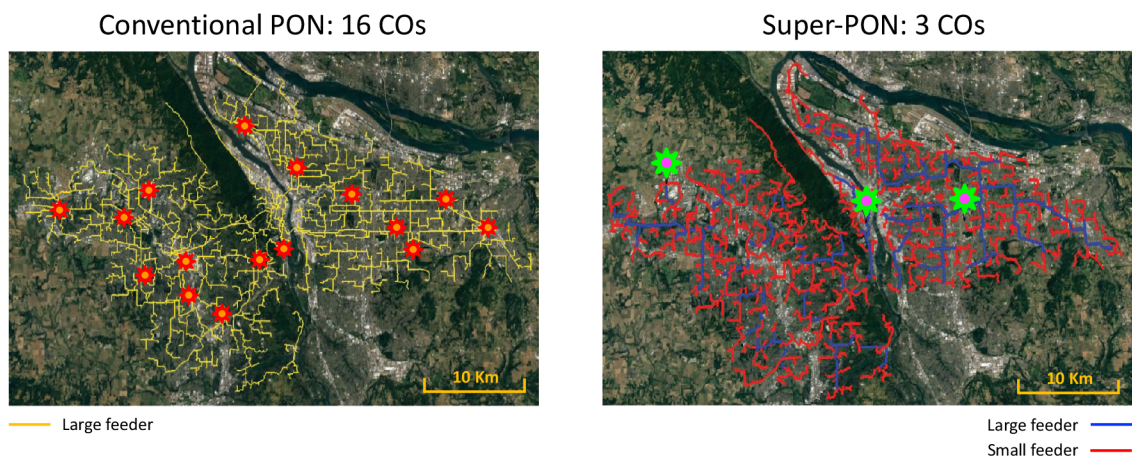 Conventional PON: 16 COs
Super-PON: 3 COs
10 Km
10 Km
Large feeder
Large feeder
Small feeder